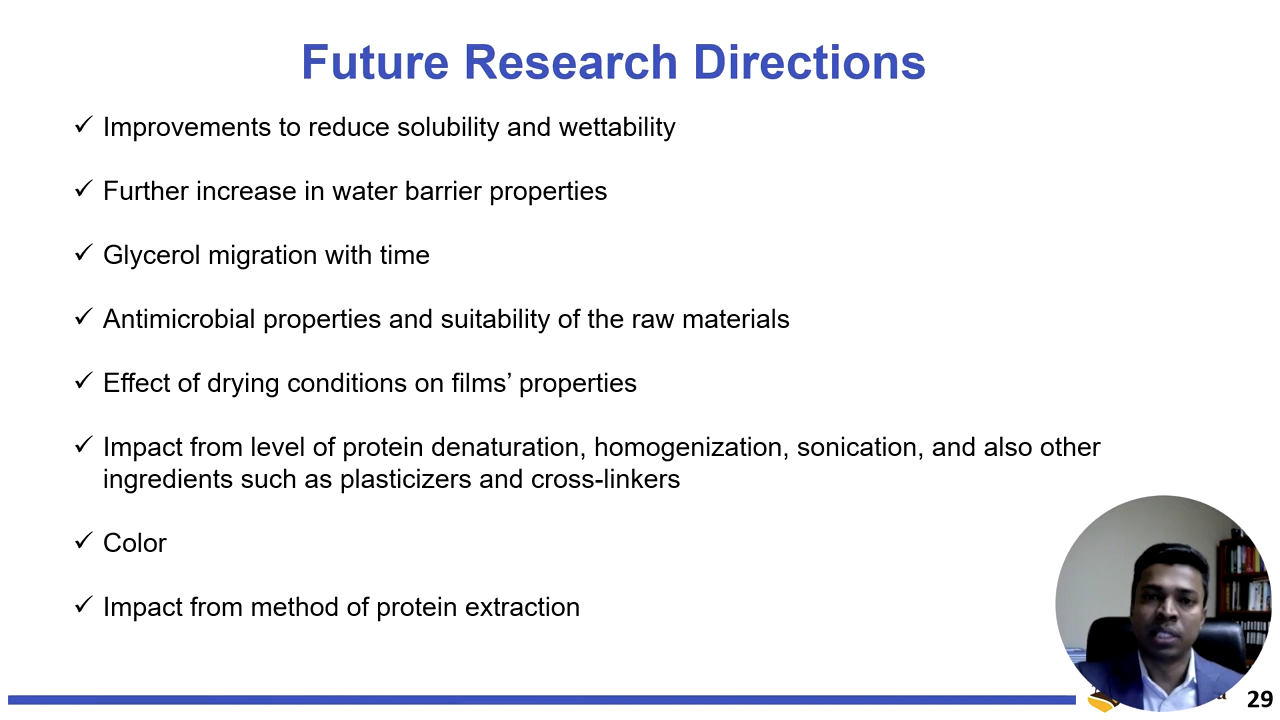 Future Research Directions
✓ Improvements to reduce solubility and wettability
✓ Further increase in water barrier properties
✓ Glycerol migration with time
✓ Antimicrobial properties and suitability of the raw materials
✓ Effect of drying conditions on films’ properties
✓ Impact from level of protein denaturation, homogenization, sonication, and also other
ingredients such as plasticizers and cross-linkers
✓ Color
✓ Impact from method of protein extraction
29